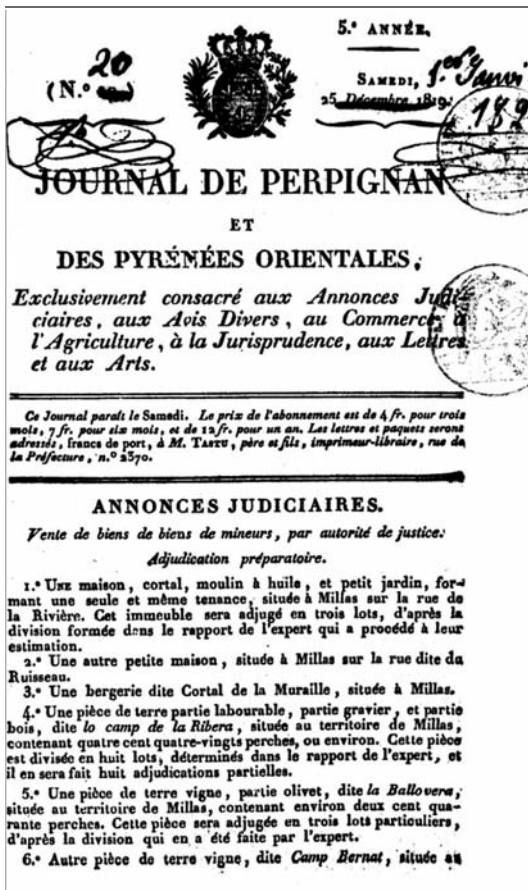 5.e ANNÉE.
(N.o 20
SAMEDI, 1.er Janvi
25 Décembre 1819.
182
JOURNAL DE PERPIGNAN
ET
DES PYRÉNÉES ORIENTALES,
Exclusivement consacré aux Annonces Judi-
ciaires, aux Avis Divers, au Commerce, à
l'Agriculture, à la Jurisprudence, aux Lettres
et aux Arts.
Ce Journal paraît le Samedi. Le prix de l'abonnement est de 4 fr. pour trois
mois, 7 fr. pour six mois, et de 12 fr. pour un an. Les lettres et paquets seront
adressés, francs de port, à M. TASTU, père et fils, imprimeur-libraire, rue de
la Préfecture, n.o 2370.
ANNONCES JUDICIAIRES.
Vente de biens de biens de mineurs, par autorité de justice.
Adjudication préparatoire.
1.o UNE maison, cortal, moulin à huile, et petit jardin, for-
mant une seule et même tenance, située à Millas sur la rue de
la Rivière. Cet immeuble sera adjugé en trois lots, d'après la
division formée dans le rapport de l'expert qui a procédé à leur
estimation.
2.o Une autre petite maison, située à Millas sur la rue dite du
Ruisseau.
3.o Une bergerie dite Cortal de la Muraille, située à Millas.
4.o Une pièce de terre partie labourable, partie gravier, et partie
bois, dite lo camp de la Ribera, située au territoire de Millas,
contenant quatre cent quatre-vingts perches, ou environ. Cette pièce
est divisée en huit lots, déterminés dans le rapport de l'expert, et
il en sera fait huit adjudications partielles.
5.o Une pièce de terre vigne, partie olivet, dite la Ballovera,
située au territoire de Millas, contenant environ deux cent qua-
rante perches. Cette pièce sera adjugée en trois lots particuliers,
d'après la division qui en a été faite par l'expert.
6.o Autre pièce de terre vigne, dite Camp Bernat, située au